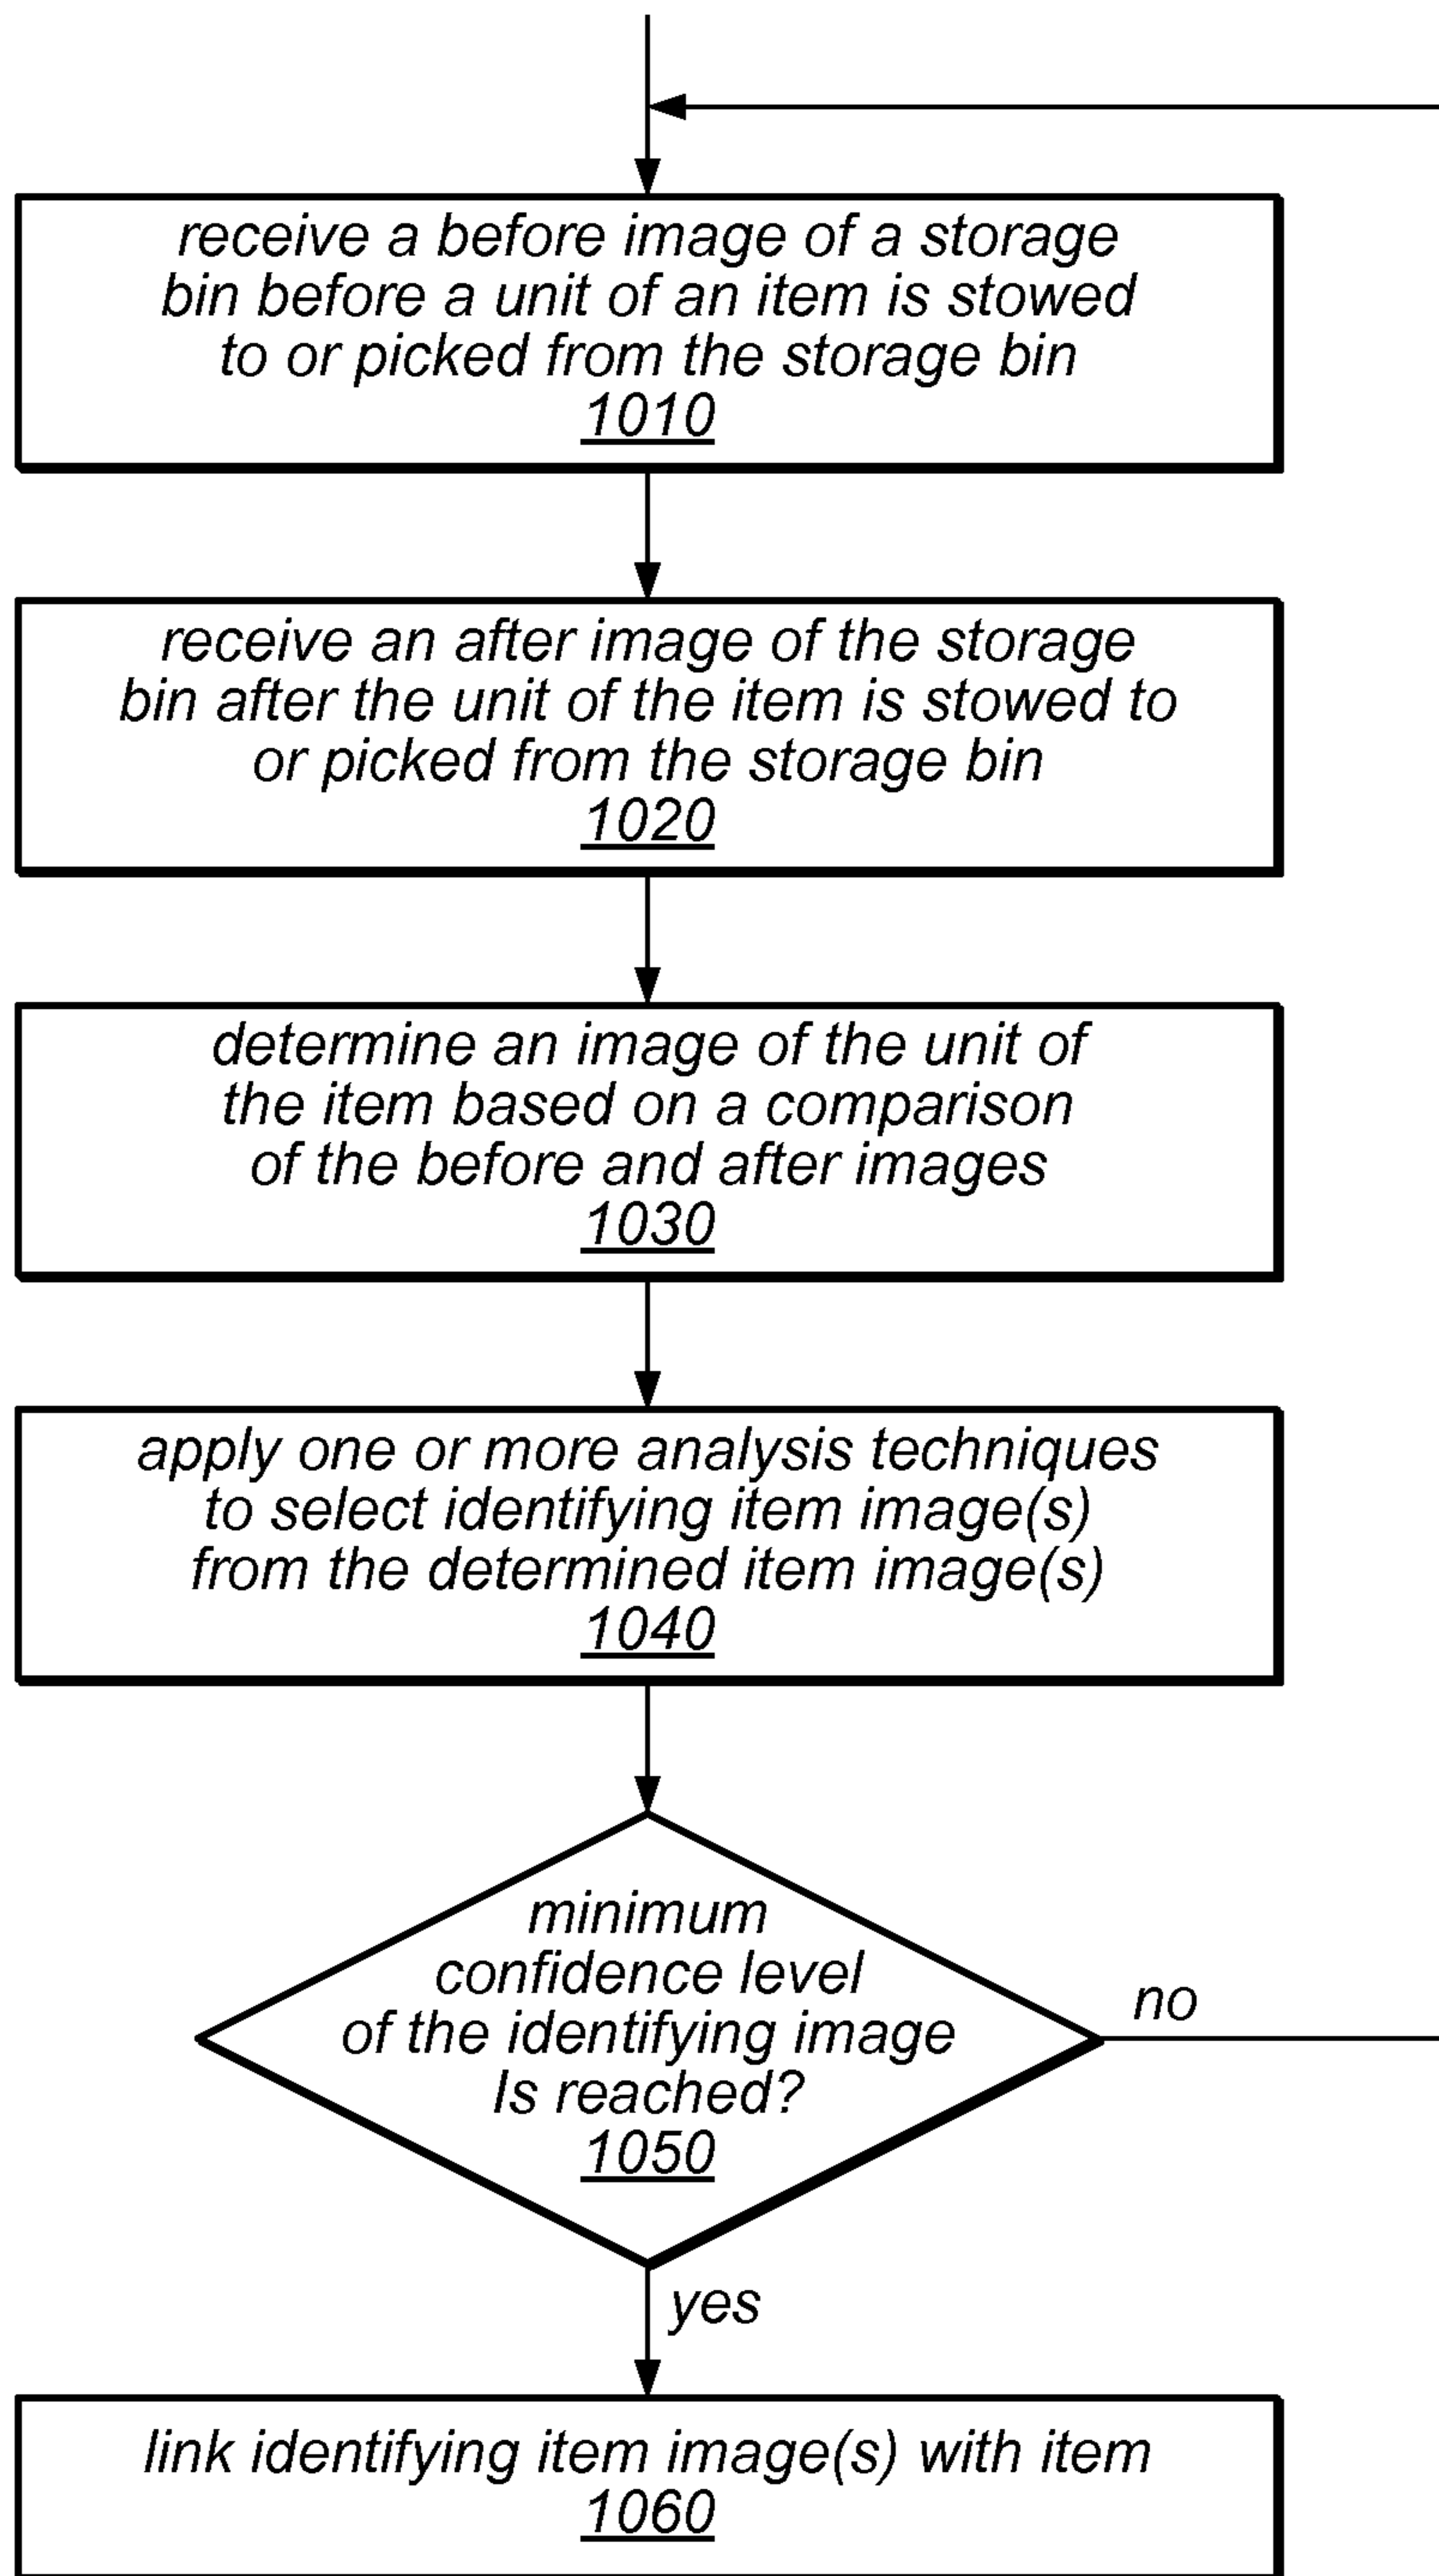 receive a before image of a storage
bin before a unit of an item is stowed
to or picked from the storage bin
1010
receive an after image of the storage
bin after the unit of the item is stowed to
or picked from the storage bin
1020
determine an image of the unit of
the item based on a comparison
of the before and after images
1030
apply one or more analysis techniques
to select identifying item image(s)
from the determined item image(s)
1040
minimum
confidence level
of the identifying image
Is reached?
1050
no
yes
link identifying item image(s) with item
1060